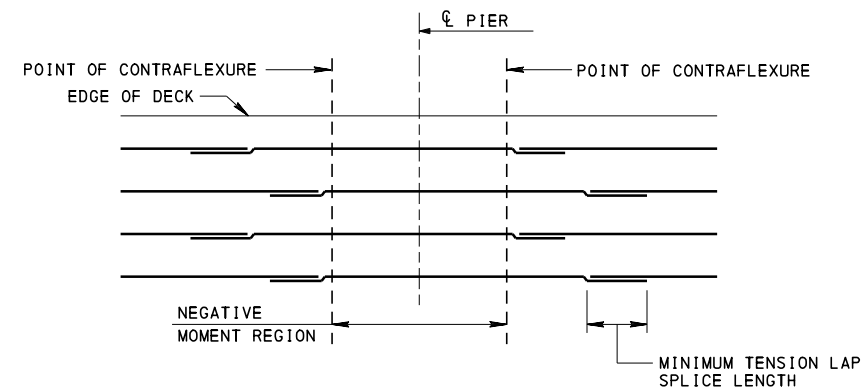 ℄ PIER
POINT OF CONTRAFLEXURE
POINT OF CONTRAFLEXURE
EDGE OF DECK
NEGATIVE
MOMENT REGION
MINIMUM TENSION LAP
SPLICE LENGTH